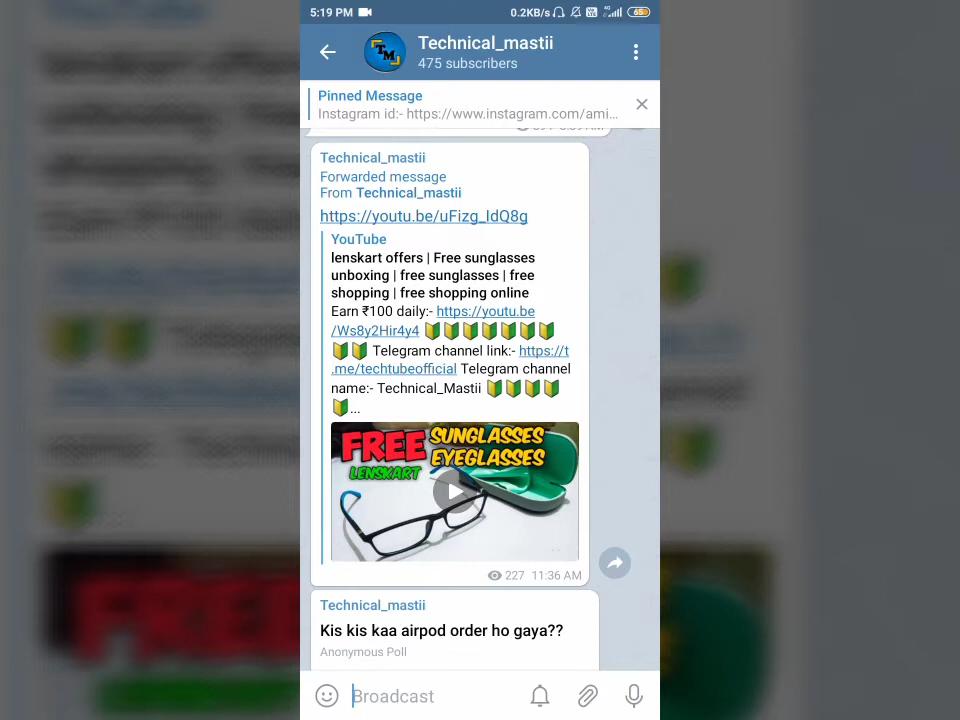 5:19 PM 0.2KB/s 4G 65
TM
Technical_mastii
475 subscribers
Pinned Message
Instagram id:- https://www.instagram.com/ami...
Technical_mastii
Forwarded message
From Technical_mastii
https://youtu.be/uFizg_IdQ8g
YouTube
lenskart offers | Free sunglasses
unboxing | free sunglasses | free
shopping | free shopping online
Earn ₹100 daily:- https://youtu.be
/Ws8y2Hir4y4 🔰🔰🔰🔰🔰🔰🔰
🔰🔰 Telegram channel link:- https://t
.me/techtubeofficial Telegram channel
name:- Technical_Mastii 🔰🔰🔰🔰
🔰...
FREE SUNGLASSES
EYEGLASSES
LENSKART
227 11:36 AM
Technical_mastii
Kis kis kaa airpod order ho gaya??
Anonymous Poll
Broadcast